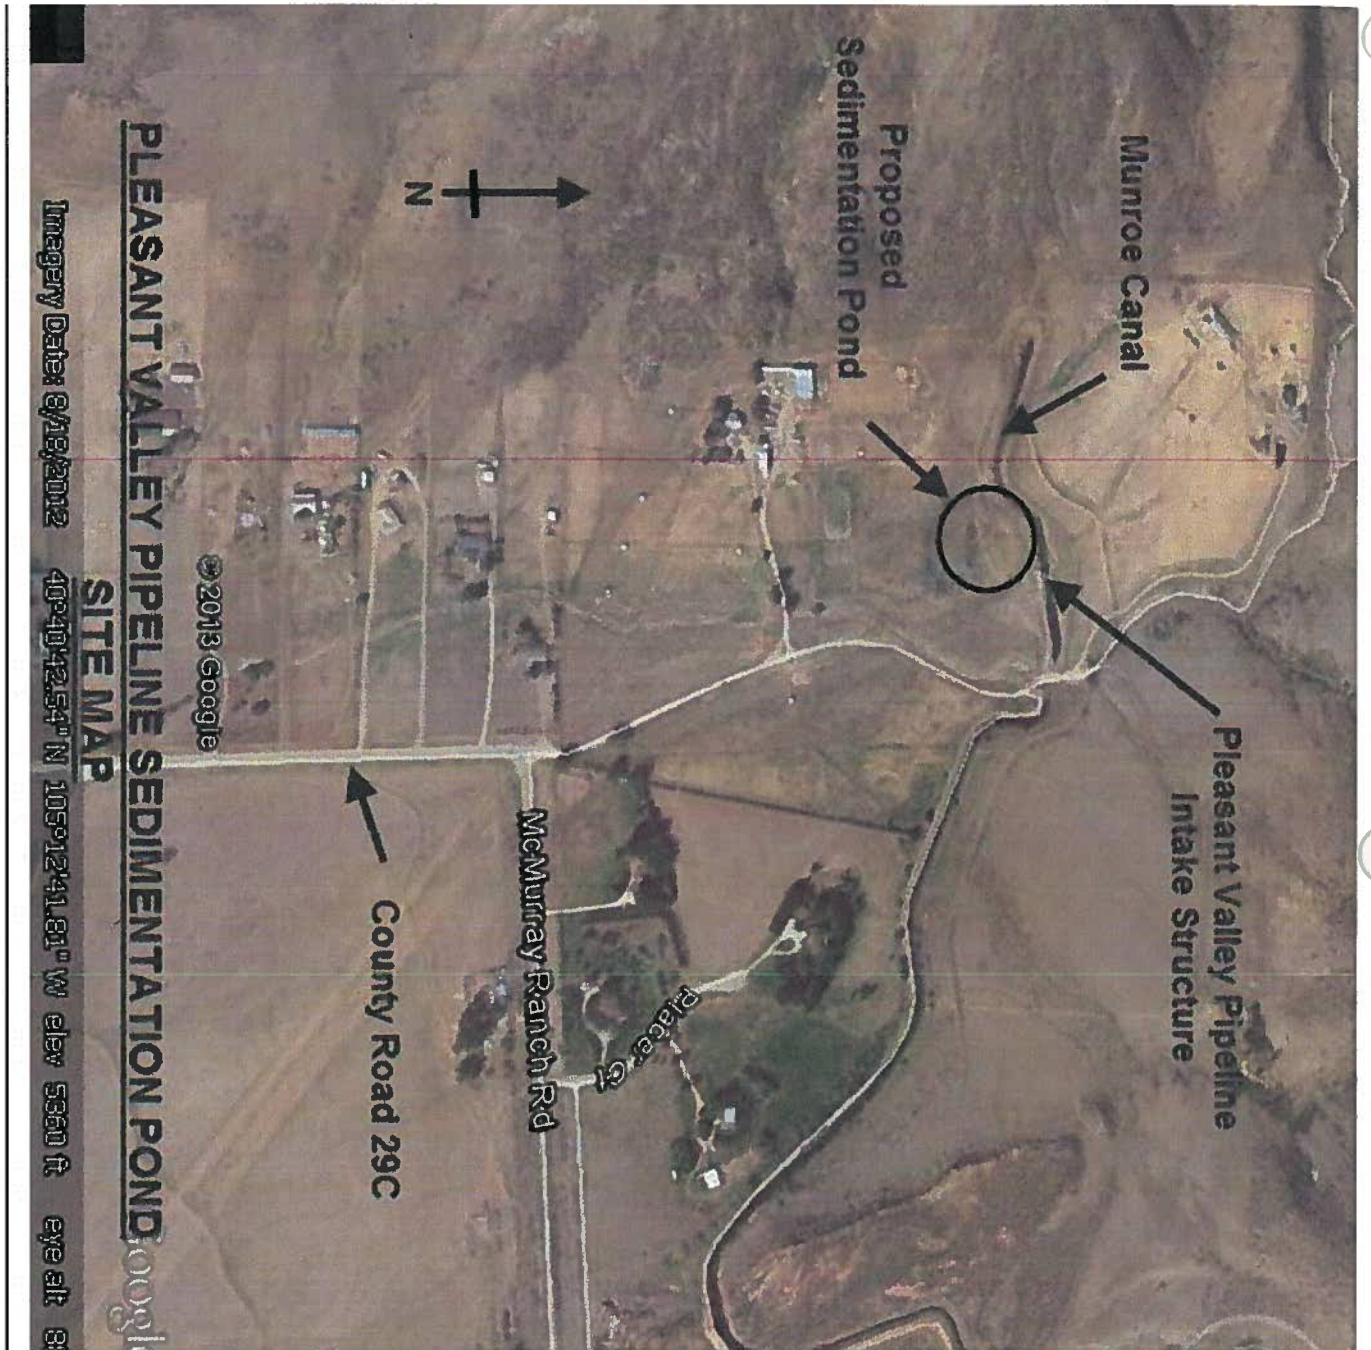 Munroe Canal
Proposed
Sedimentation Pond
Pleasant Valley Pipeline
Intake Structure
N
McMurray Ranch Rd
Placer Ct
County Road 29C
©2013 Google
PLEASANT VALLEY PIPELINE SEDIMENTATION POND
SITE MAP
Imagery Date: 8/18/2012 40°40'42.54" N 105°12'41.81" W elev 5360 ft eye alt